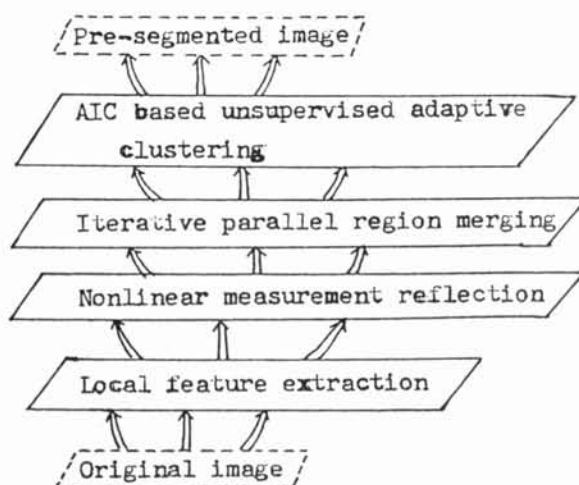 Pre-segmented image
AIC based unsupervised adaptive
clustering
Iterative parallel region merging
Nonlinear measurement reflection
Local feature extraction
Original image